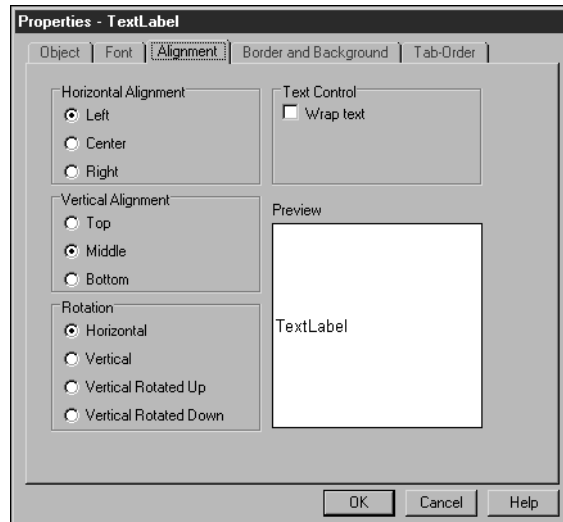 Properties - TextLabel
Object Font Alignment Border and Background Tab-Order
Horizontal Alignment
Left
Center
Right
Text Control
Wrap text
Vertical Alignment
Top
Middle
Bottom
Preview
TextLabel
Rotation
Horizontal
Vertical
Vertical Rotated Up
Vertical Rotated Down
OK Cancel Help